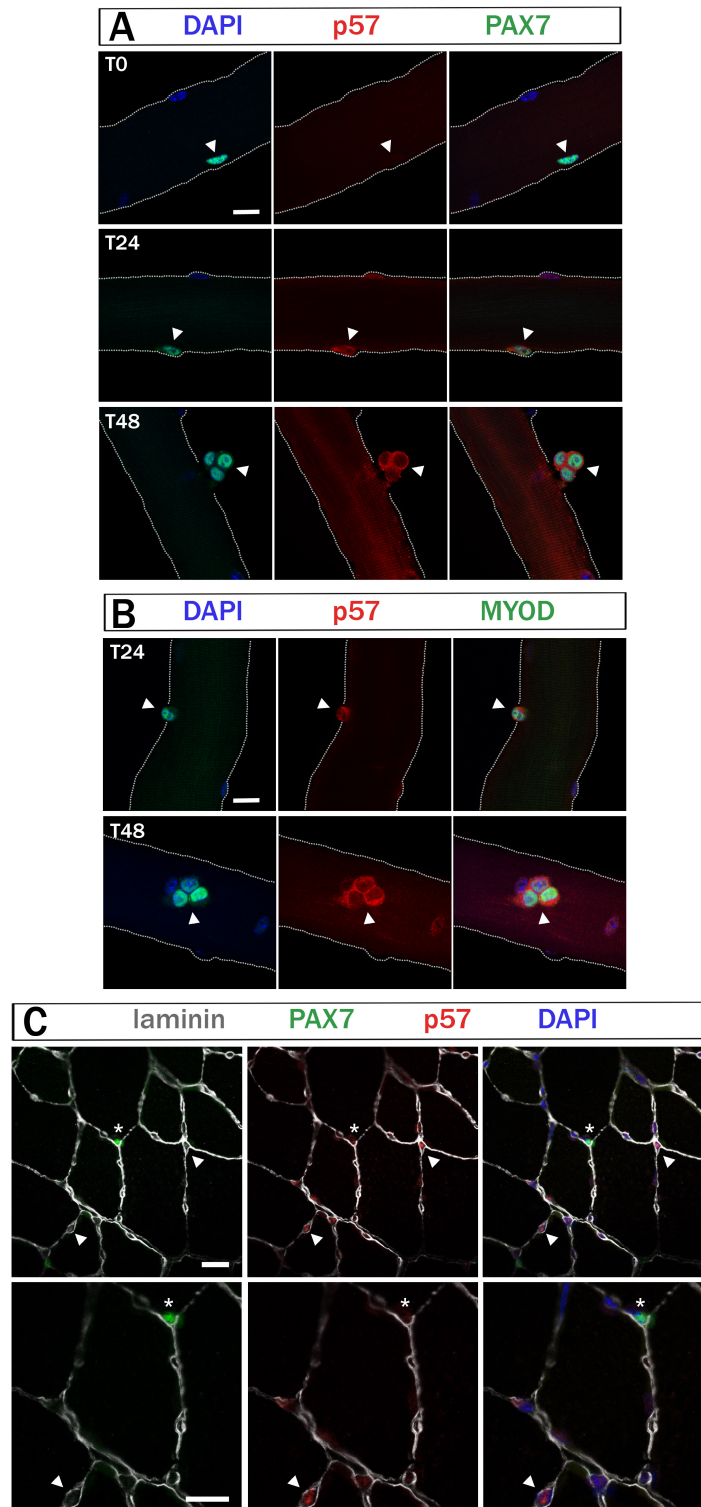 A DAPI p57 PAX7
T0
T24
T48
B DAPI p57 MYOD
T24
T48
C laminin PAX7 p57 DAPI
* * *
* * *